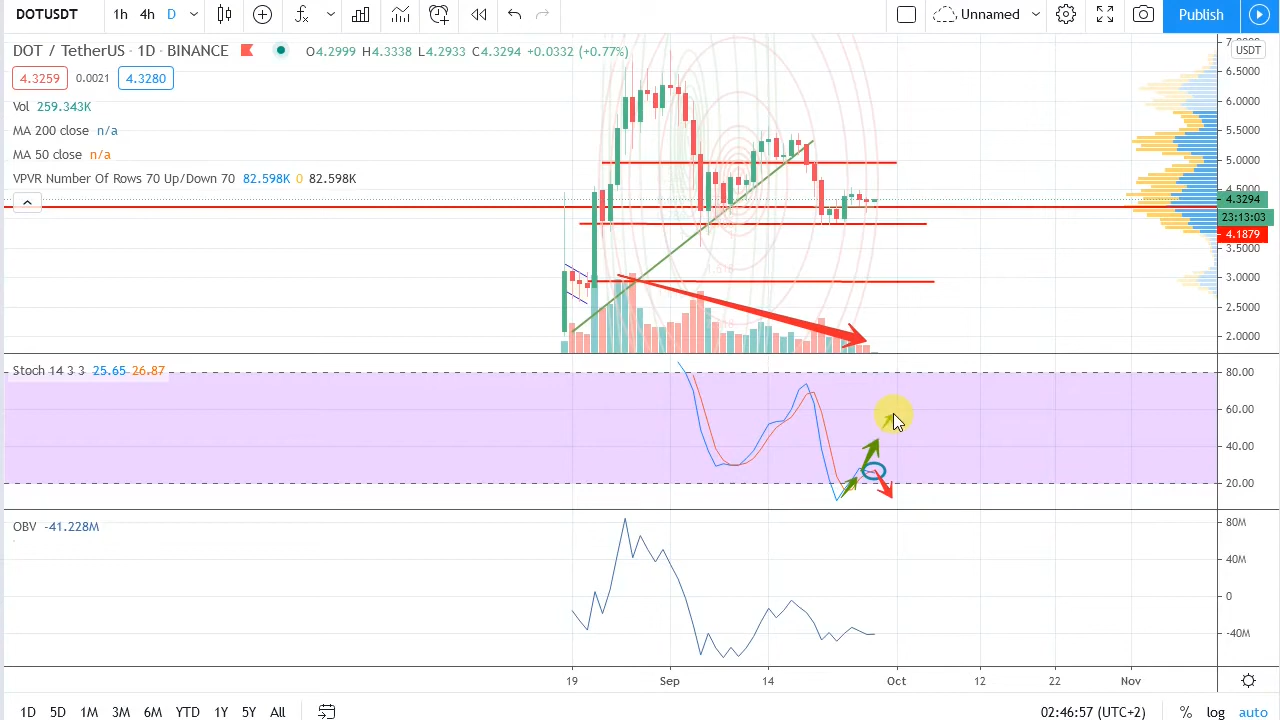 DOTUSDT 1h 4h D Unnamed Publish
DOT / TetherUS · 1D · BINANCE O4.2999 H4.3338 L4.2933 C4.3294 +0.0332 (+0.77%)
4.3259 0.0021 4.3280
Vol 259.343K
MA 200 close n/a
MA 50 close n/a
VPVR Number Of Rows 70 Up/Down 70 82.598K 0 82.598K
USDT
6.5000
6.0000
5.5000
5.0000
4.5000
4.3294
23:13:03
4.1879
3.5000
3.0000
2.5000
2.0000
1.618
Stoch 14 3 3 25.65 26.87
80.00
60.00
40.00
20.00
OBV -41.228M
80M
40M
0
-40M
19 Sep 14 Oct 12 22 Nov
1D 5D 1M 3M 6M YTD 1Y 5Y All 02:46:57 (UTC+2) % log auto